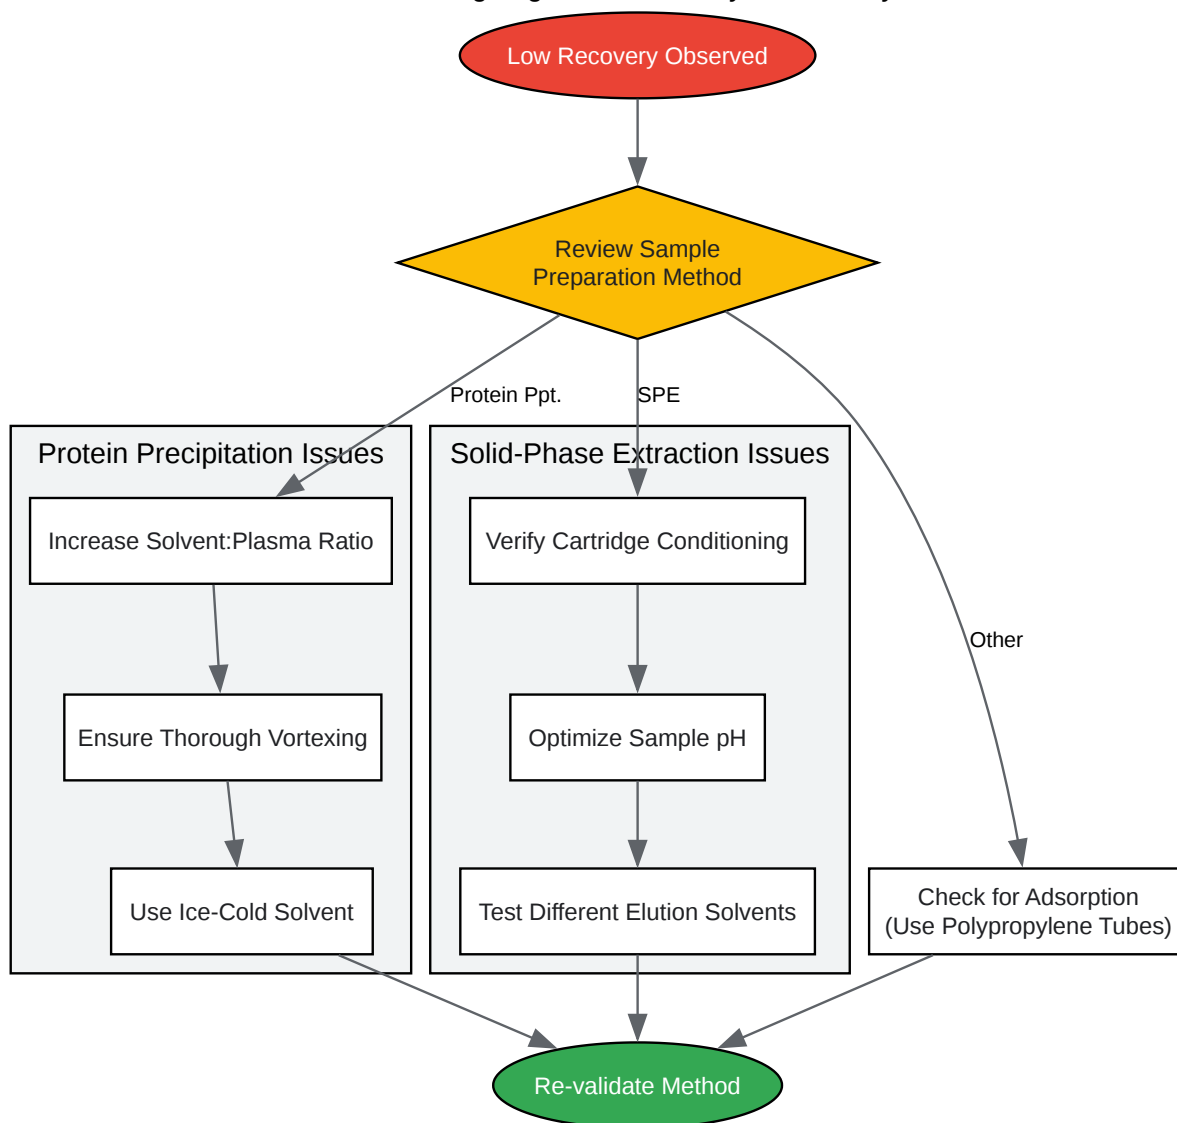 Low Recovery Observed
Review Sample
Preparation Method
Protein Ppt.
SPE
Other
Protein Precipitation Issues
Increase Solvent:Plasma Ratio
Ensure Thorough Vortexing
Use Ice-Cold Solvent
Solid-Phase Extraction Issues
Verify Cartridge Conditioning
Optimize Sample pH
Test Different Elution Solvents
Check for Adsorption
(Use Polypropylene Tubes)
Re-validate Method